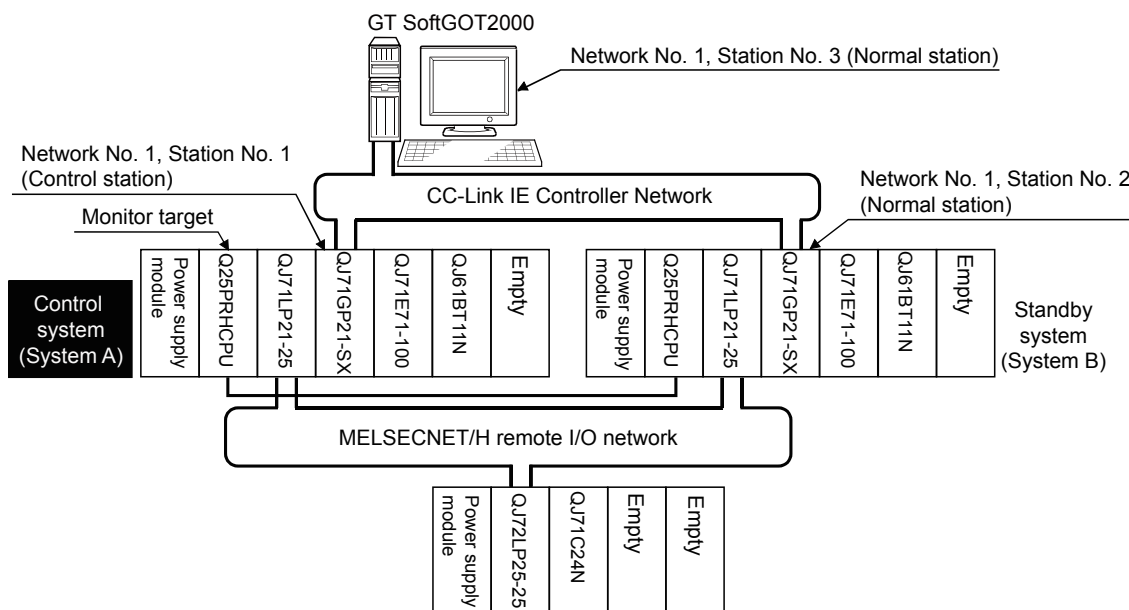 GT SoftGOT2000
Network No. 1, Station No. 3 (Normal station)
Network No. 1, Station No. 1
(Control station)
CC-Link IE Controller Network
Network No. 1, Station No. 2
(Normal station)
Monitor target
Control
system
(System A)
Power supply
module
Q25PRHCPU
QJ71LP21-25
QJ71GP21-SX
QJ71E71-100
QJ61BT11N
Empty
Power supply
module
Q25PRHCPU
QJ71LP21-25
QJ71GP21-SX
QJ71E71-100
QJ61BT11N
Empty
Standby
system
(System B)
MELSECNET/H remote I/O network
Power supply
module
QJ72LP25-25
QJ71C24N
Empty
Empty